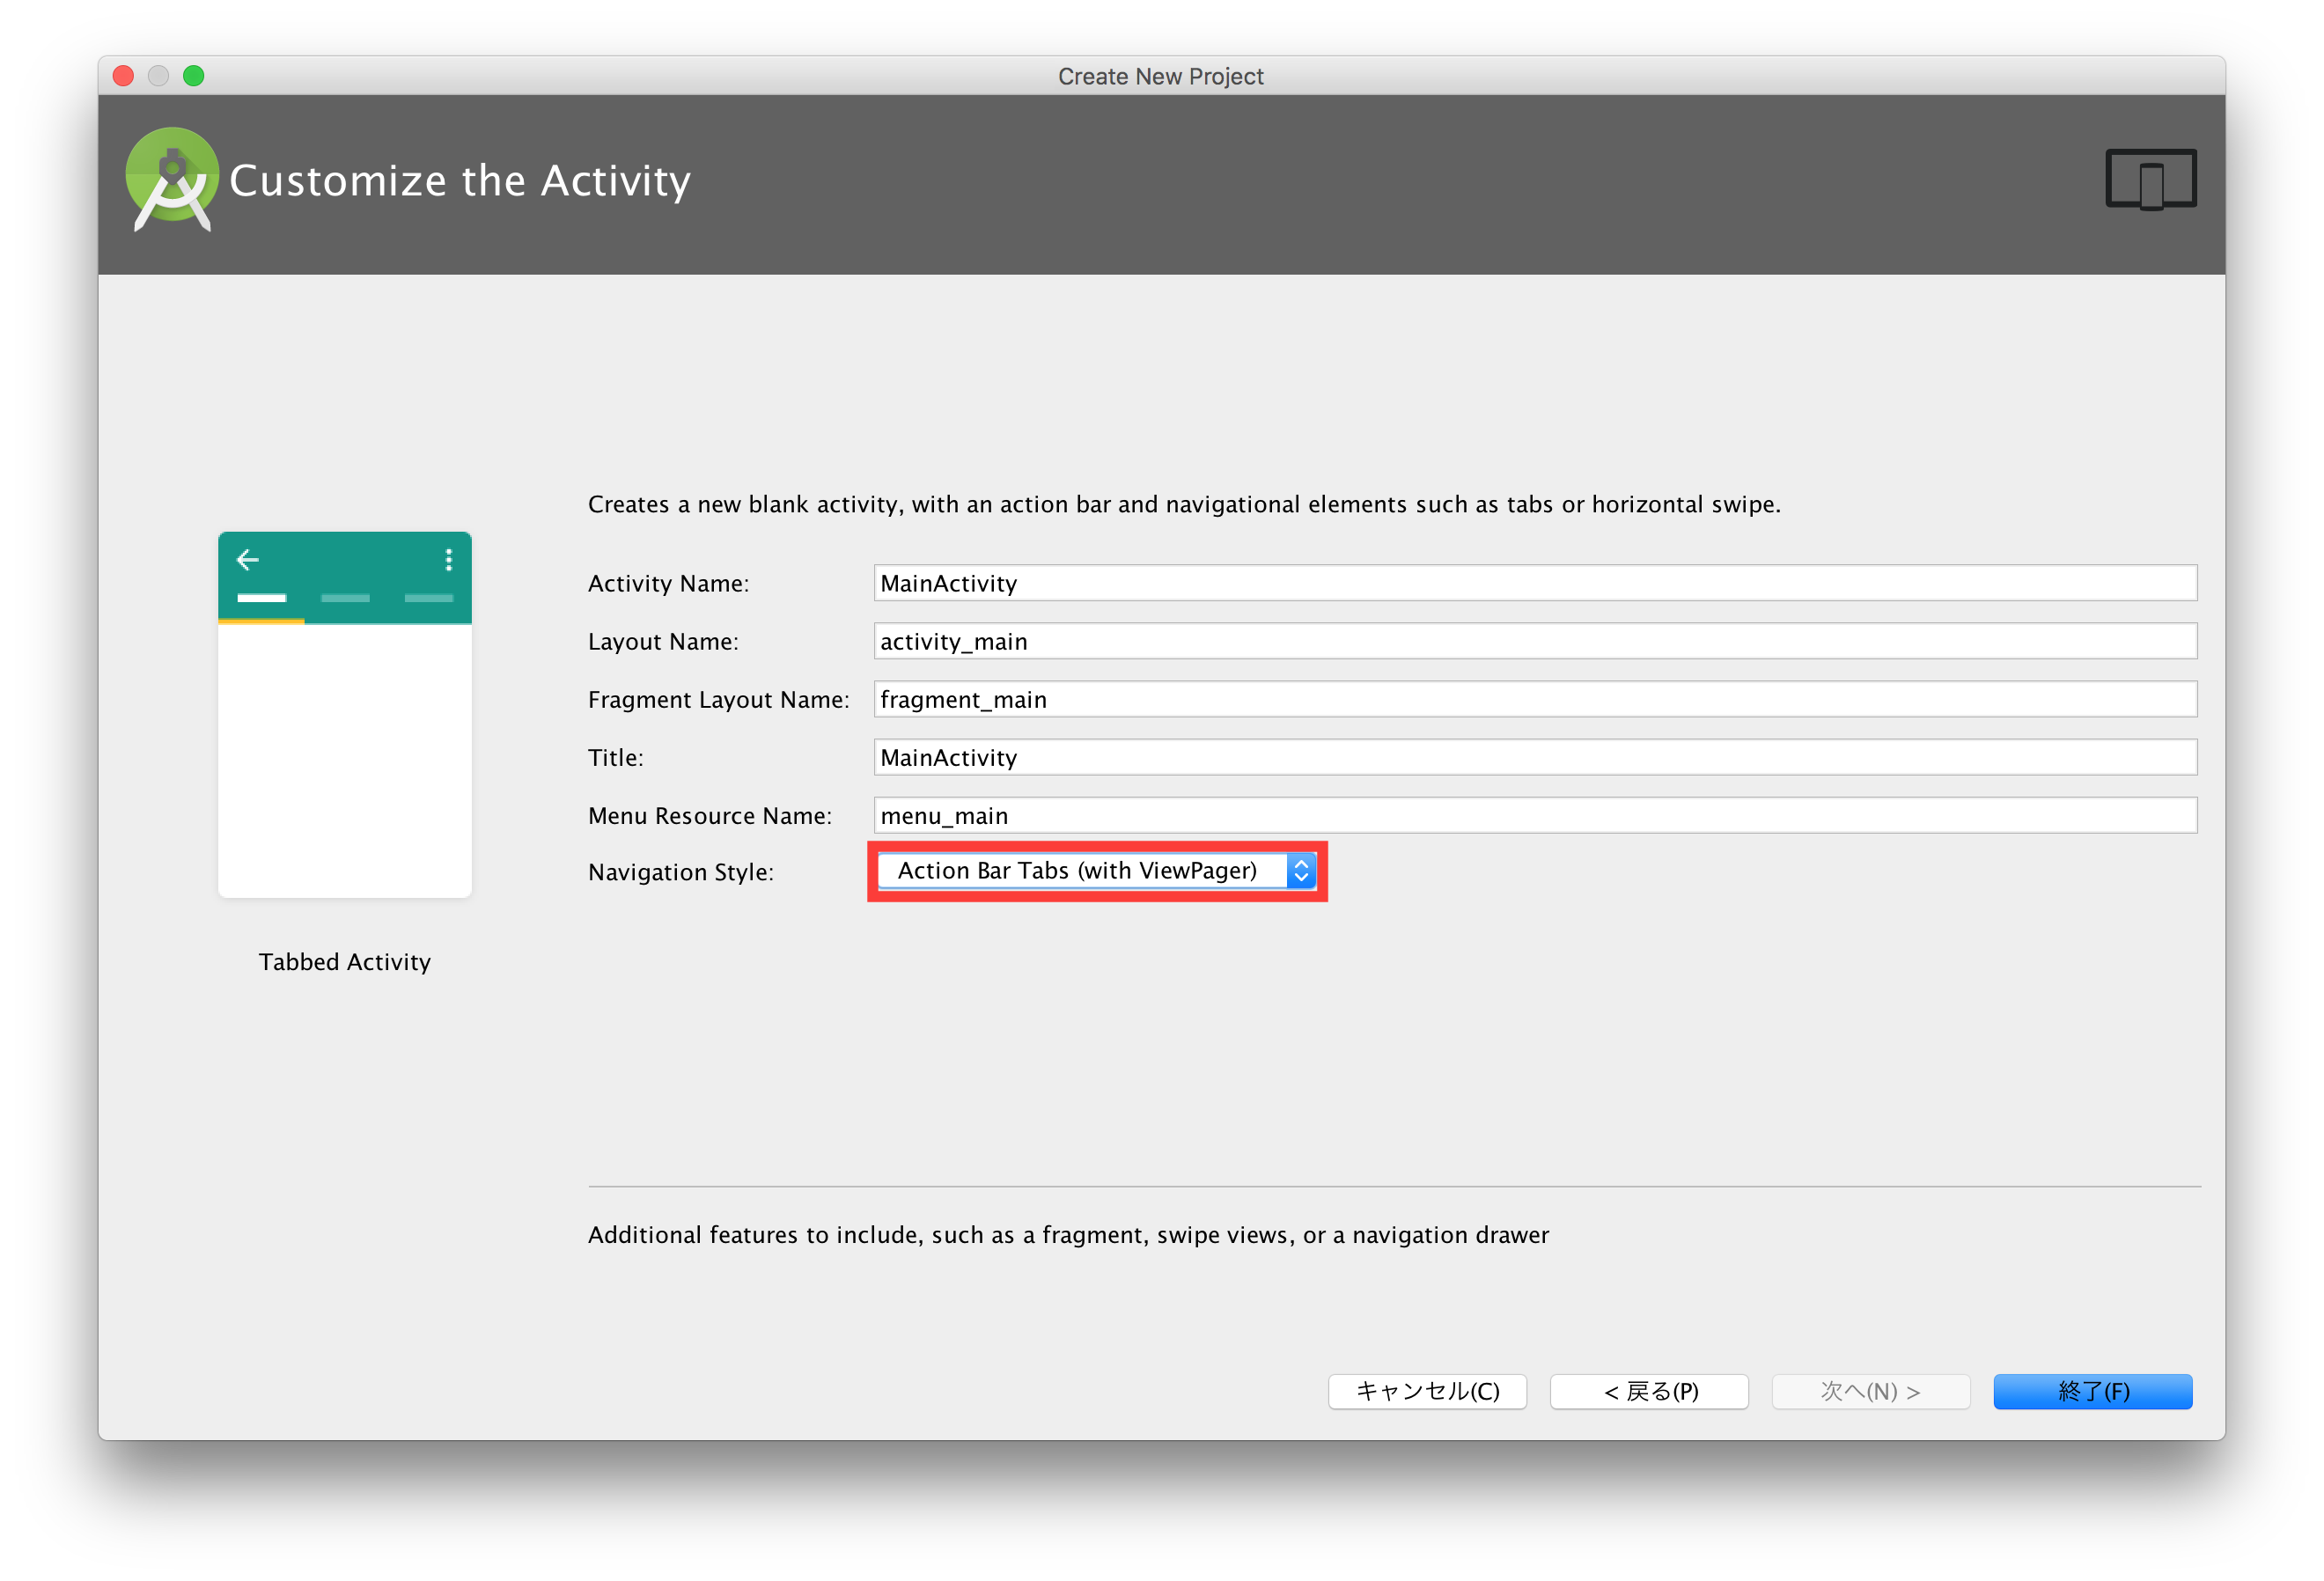 Create New Project
Customize the Activity
Creates a new blank activity, with an action bar and navigational elements such as tabs or horizontal swipe.
Activity Name: MainActivity
Layout Name: activity_main
Fragment Layout Name: fragment_main
Title: MainActivity
Menu Resource Name: menu_main
Navigation Style: Action Bar Tabs (with ViewPager)
Tabbed Activity
Additional features to include, such as a fragment, swipe views, or a navigation drawer
キャンセル(C) < 戻る(P) 次へ(N) > 終了(F)